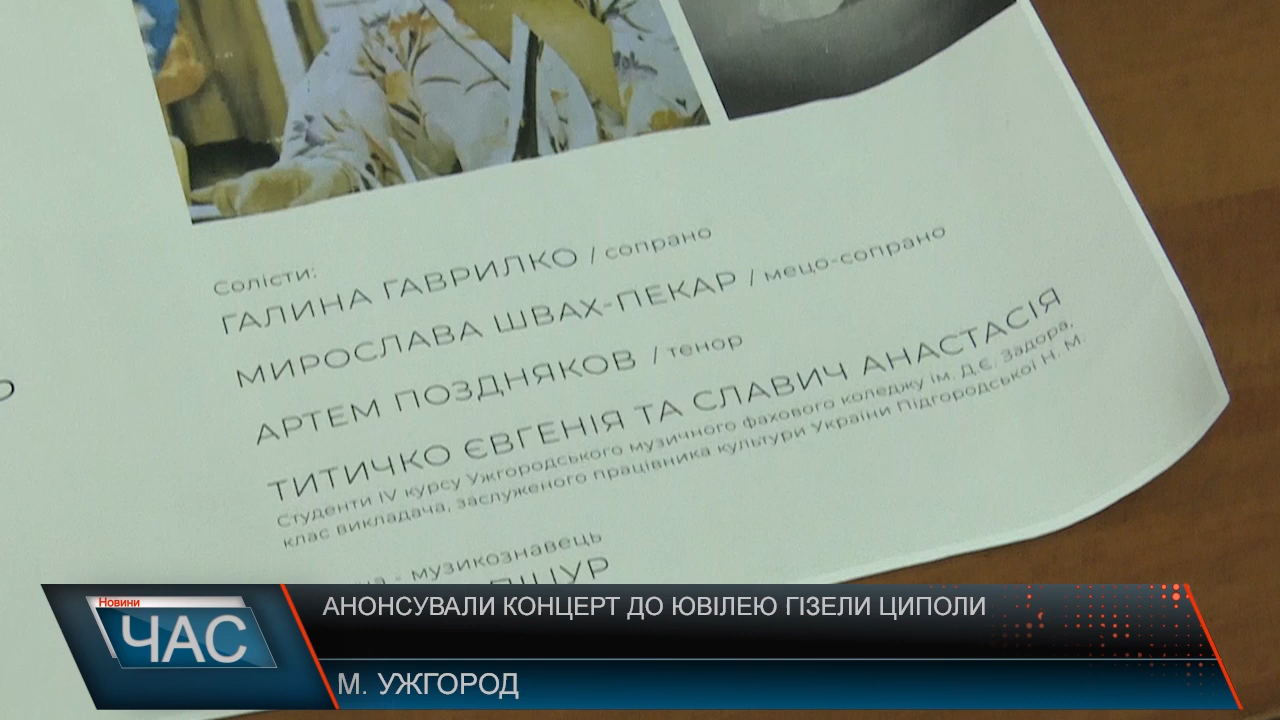 Солісти:
ГАЛИНА ГАВРИЛКО / сопрано
МИРОСЛАВА ШВАХ-ПЕКАР / мецо-сопрано
АРТЕМ ПОЗДНЯКОВ / тенор
ТИТИЧКО ЄВГЕНІЯ ТА СЛАВИЧ АНАСТАСІЯ
Студенти IV курсу Ужгородського музичного фахового коледжу ім. Д.Є. Задора,
клас викладача, заслуженого працівника культури України Підгородської Н. М.
- музикознавець
Новини
ЧАС
АНОНСУВАЛИ КОНЦЕРТ ДО ЮВІЛЕЮ ГІЗЕЛИ ЦИПОЛИ
М. УЖГОРОД